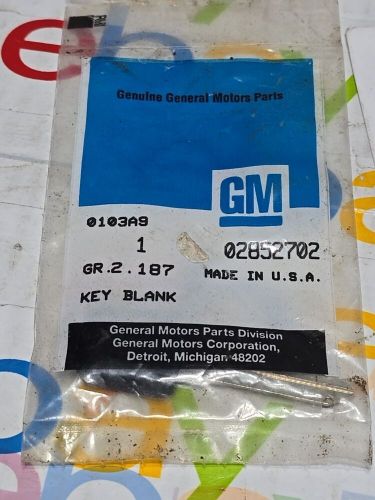 Genuine General Motors Parts
GM
0103A9
1 02852702
GR.2.187 MADE IN U.S.A.
KEY BLANK
General Motors Parts Division
General Motors Corporation,
Detroit, Michigan 48202